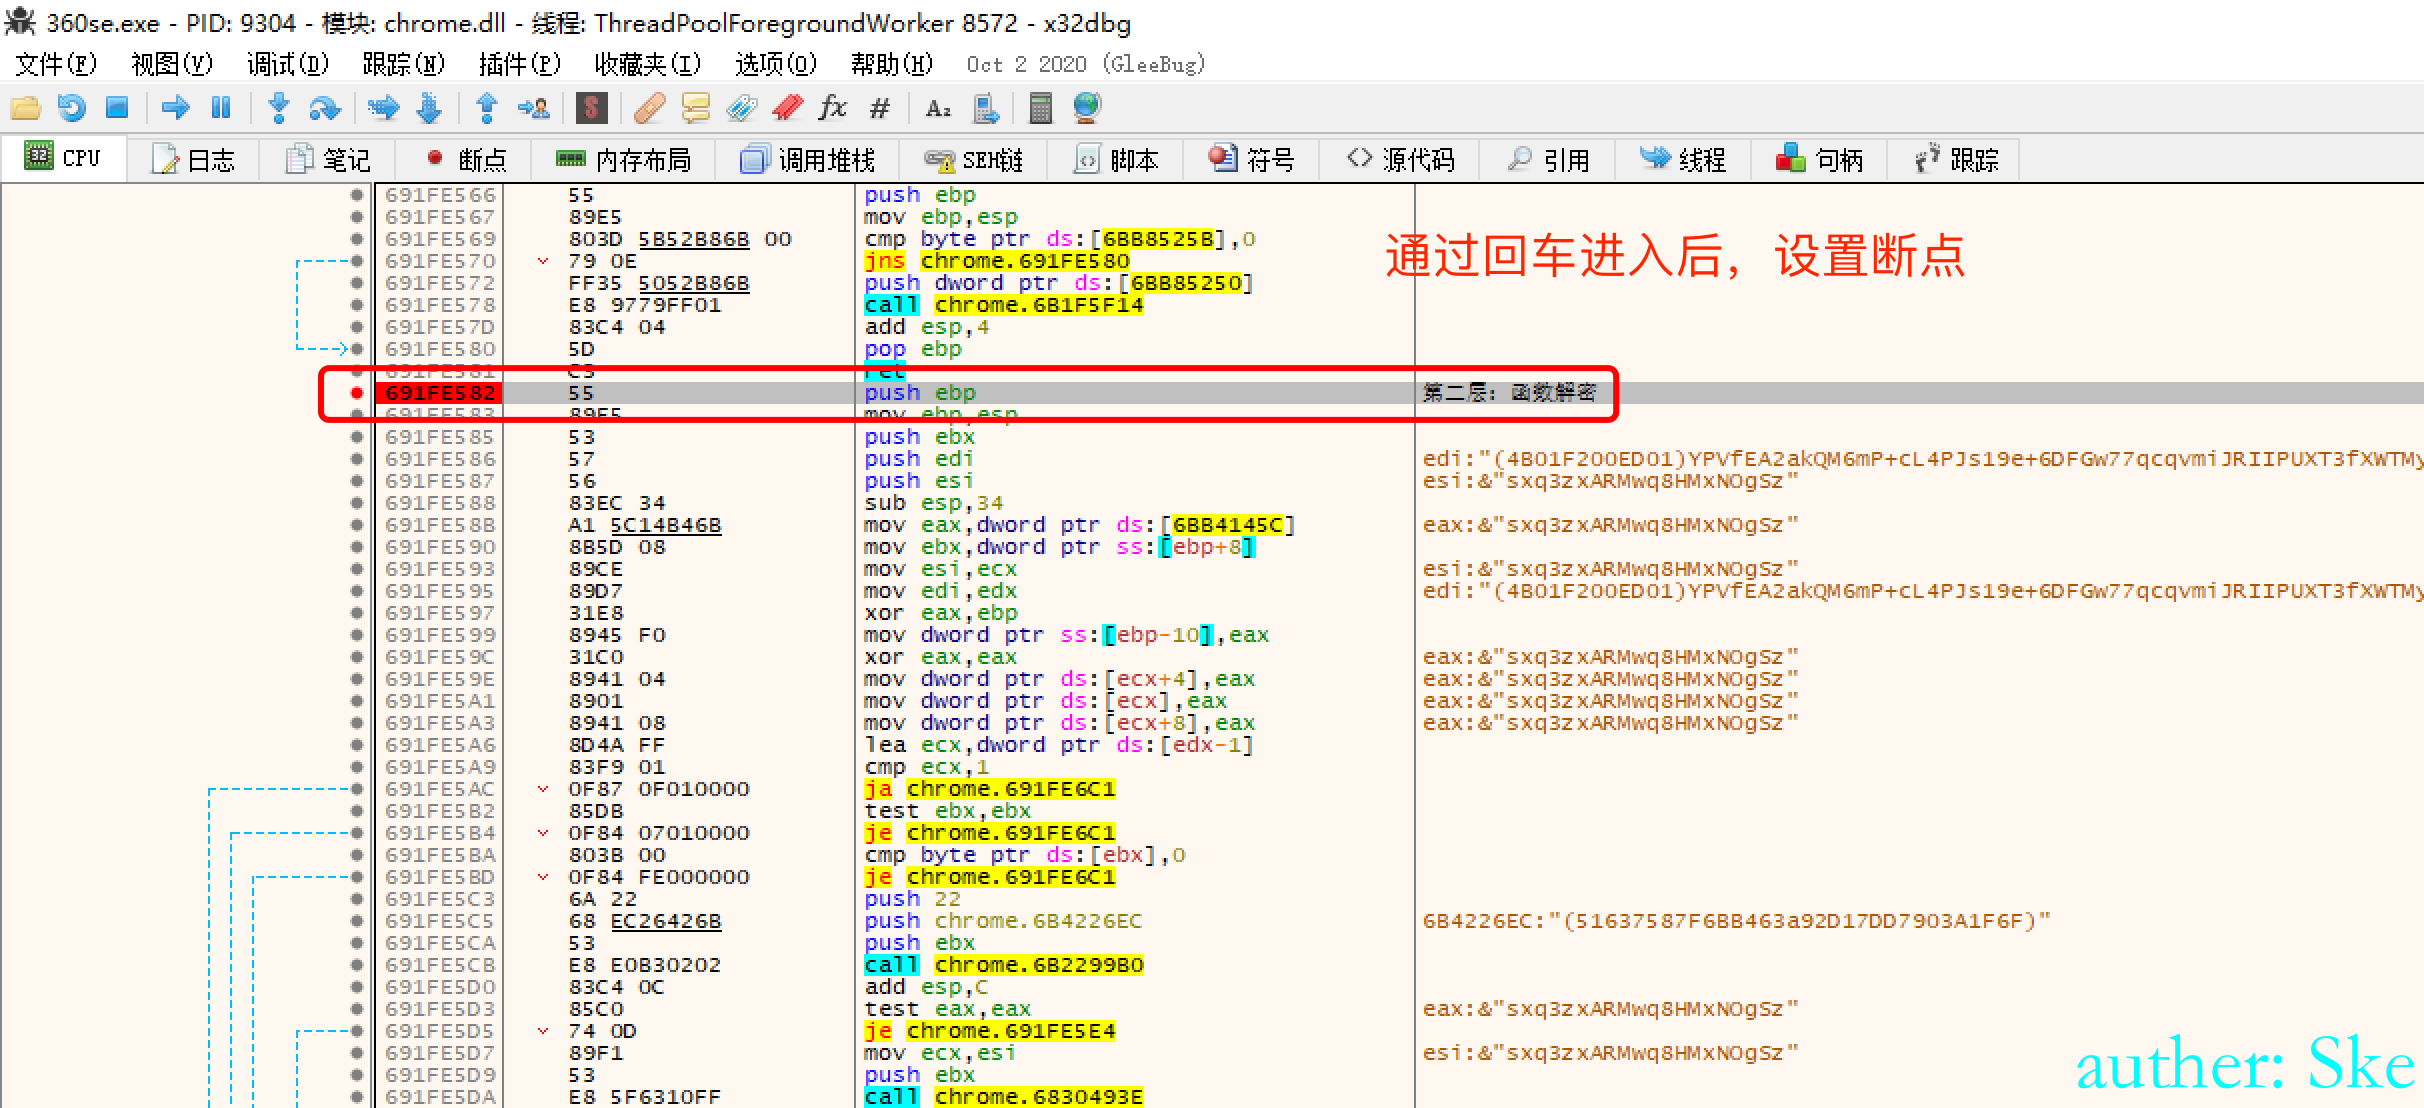 360se.exe - PID: 9304 - 模块: chrome.dll - 线程: ThreadPoolForegroundWorker 8572 - x32dbg
文件(F) 视图(V) 调试(D) 跟踪(N) 插件(P) 收藏夹(I) 选项(O) 帮助(H) Oct 2 2020 (GleeBug)
CPU 日志 笔记 断点 内存布局 调用堆栈 SEH链 脚本 符号 源代码 引用 线程 句柄 跟踪
691FE566 55 push ebp
691FE567 89E5 mov ebp,esp
691FE569 803D 5B52B86B 00 cmp byte ptr ds:[6BB8525B],0
691FE570 79 0E jns chrome.691FE580
通过回车进入后，设置断点
691FE572 FF35 5052B86B push dword ptr ds:[6BB85250]
691FE578 E8 9779FF01 call chrome.6B1F5F14
691FE57D 83C4 04 add esp,4
691FE580 5D pop ebp
691FE581 C3 ret
691FE582 55 push ebp 第二层: 函数解密
691FE583 89E5 mov ebp,esp
691FE585 53 push ebx
691FE586 57 push edi edi:"(4B01F200ED01)YPVfEA2akQM6mP+cL4PJs19e+6DFGw77qcqvmiJRIIPUXT3fXWTMy
691FE587 56 push esi esi:&"sxq3zxARMwq8HMxNOgSz"
691FE588 83EC 34 sub esp,34
691FE58B A1 5C14B46B mov eax,dword ptr ds:[6BB4145C] eax:&"sxq3zxARMwq8HMxNOgSz"
691FE590 8B5D 08 mov ebx,dword ptr ss:[ebp+8]
691FE593 89CE mov esi,ecx esi:&"sxq3zxARMwq8HMxNOgSz"
691FE595 89D7 mov edi,edx edi:"(4B01F200ED01)YPVfEA2akQM6mP+cL4PJs19e+6DFGw77qcqvmiJRIIPUXT3fXWTMy
691FE597 31E8 xor eax,ebp
691FE599 8945 F0 mov dword ptr ss:[ebp-10],eax
691FE59C 31C0 xor eax,eax eax:&"sxq3zxARMwq8HMxNOgSz"
691FE59E 8941 04 mov dword ptr ds:[ecx+4],eax eax:&"sxq3zxARMwq8HMxNOgSz"
691FE5A1 8901 mov dword ptr ds:[ecx],eax eax:&"sxq3zxARMwq8HMxNOgSz"
691FE5A3 8941 08 mov dword ptr ds:[ecx+8],eax eax:&"sxq3zxARMwq8HMxNOgSz"
691FE5A6 8D4A FF lea ecx,dword ptr ds:[edx-1]
691FE5A9 83F9 01 cmp ecx,1
691FE5AC 0F87 0F010000 ja chrome.691FE6C1
691FE5B2 85DB test ebx,ebx
691FE5B4 0F84 07010000 je chrome.691FE6C1
691FE5BA 803B 00 cmp byte ptr ds:[ebx],0
691FE5BD 0F84 FE000000 je chrome.691FE6C1
691FE5C3 6A 22 push 22
691FE5C5 68 EC26426B push chrome.6B4226EC 6B4226EC:"(51637587F6BB463a92D17DD7903A1F6F)"
691FE5CA 53 push ebx
691FE5CB E8 E0B30202 call chrome.6B2299B0
691FE5D0 83C4 0C add esp,C
691FE5D3 85C0 test eax,eax eax:&"sxq3zxARMwq8HMxNOgSz"
691FE5D5 74 0D je chrome.691FE5E4
691FE5D7 89F1 mov ecx,esi esi:&"sxq3zxARMwq8HMxNOgSz"
691FE5D9 53 push ebx
691FE5DA E8 5F6310FF call chrome.6830493E
auther: Ske